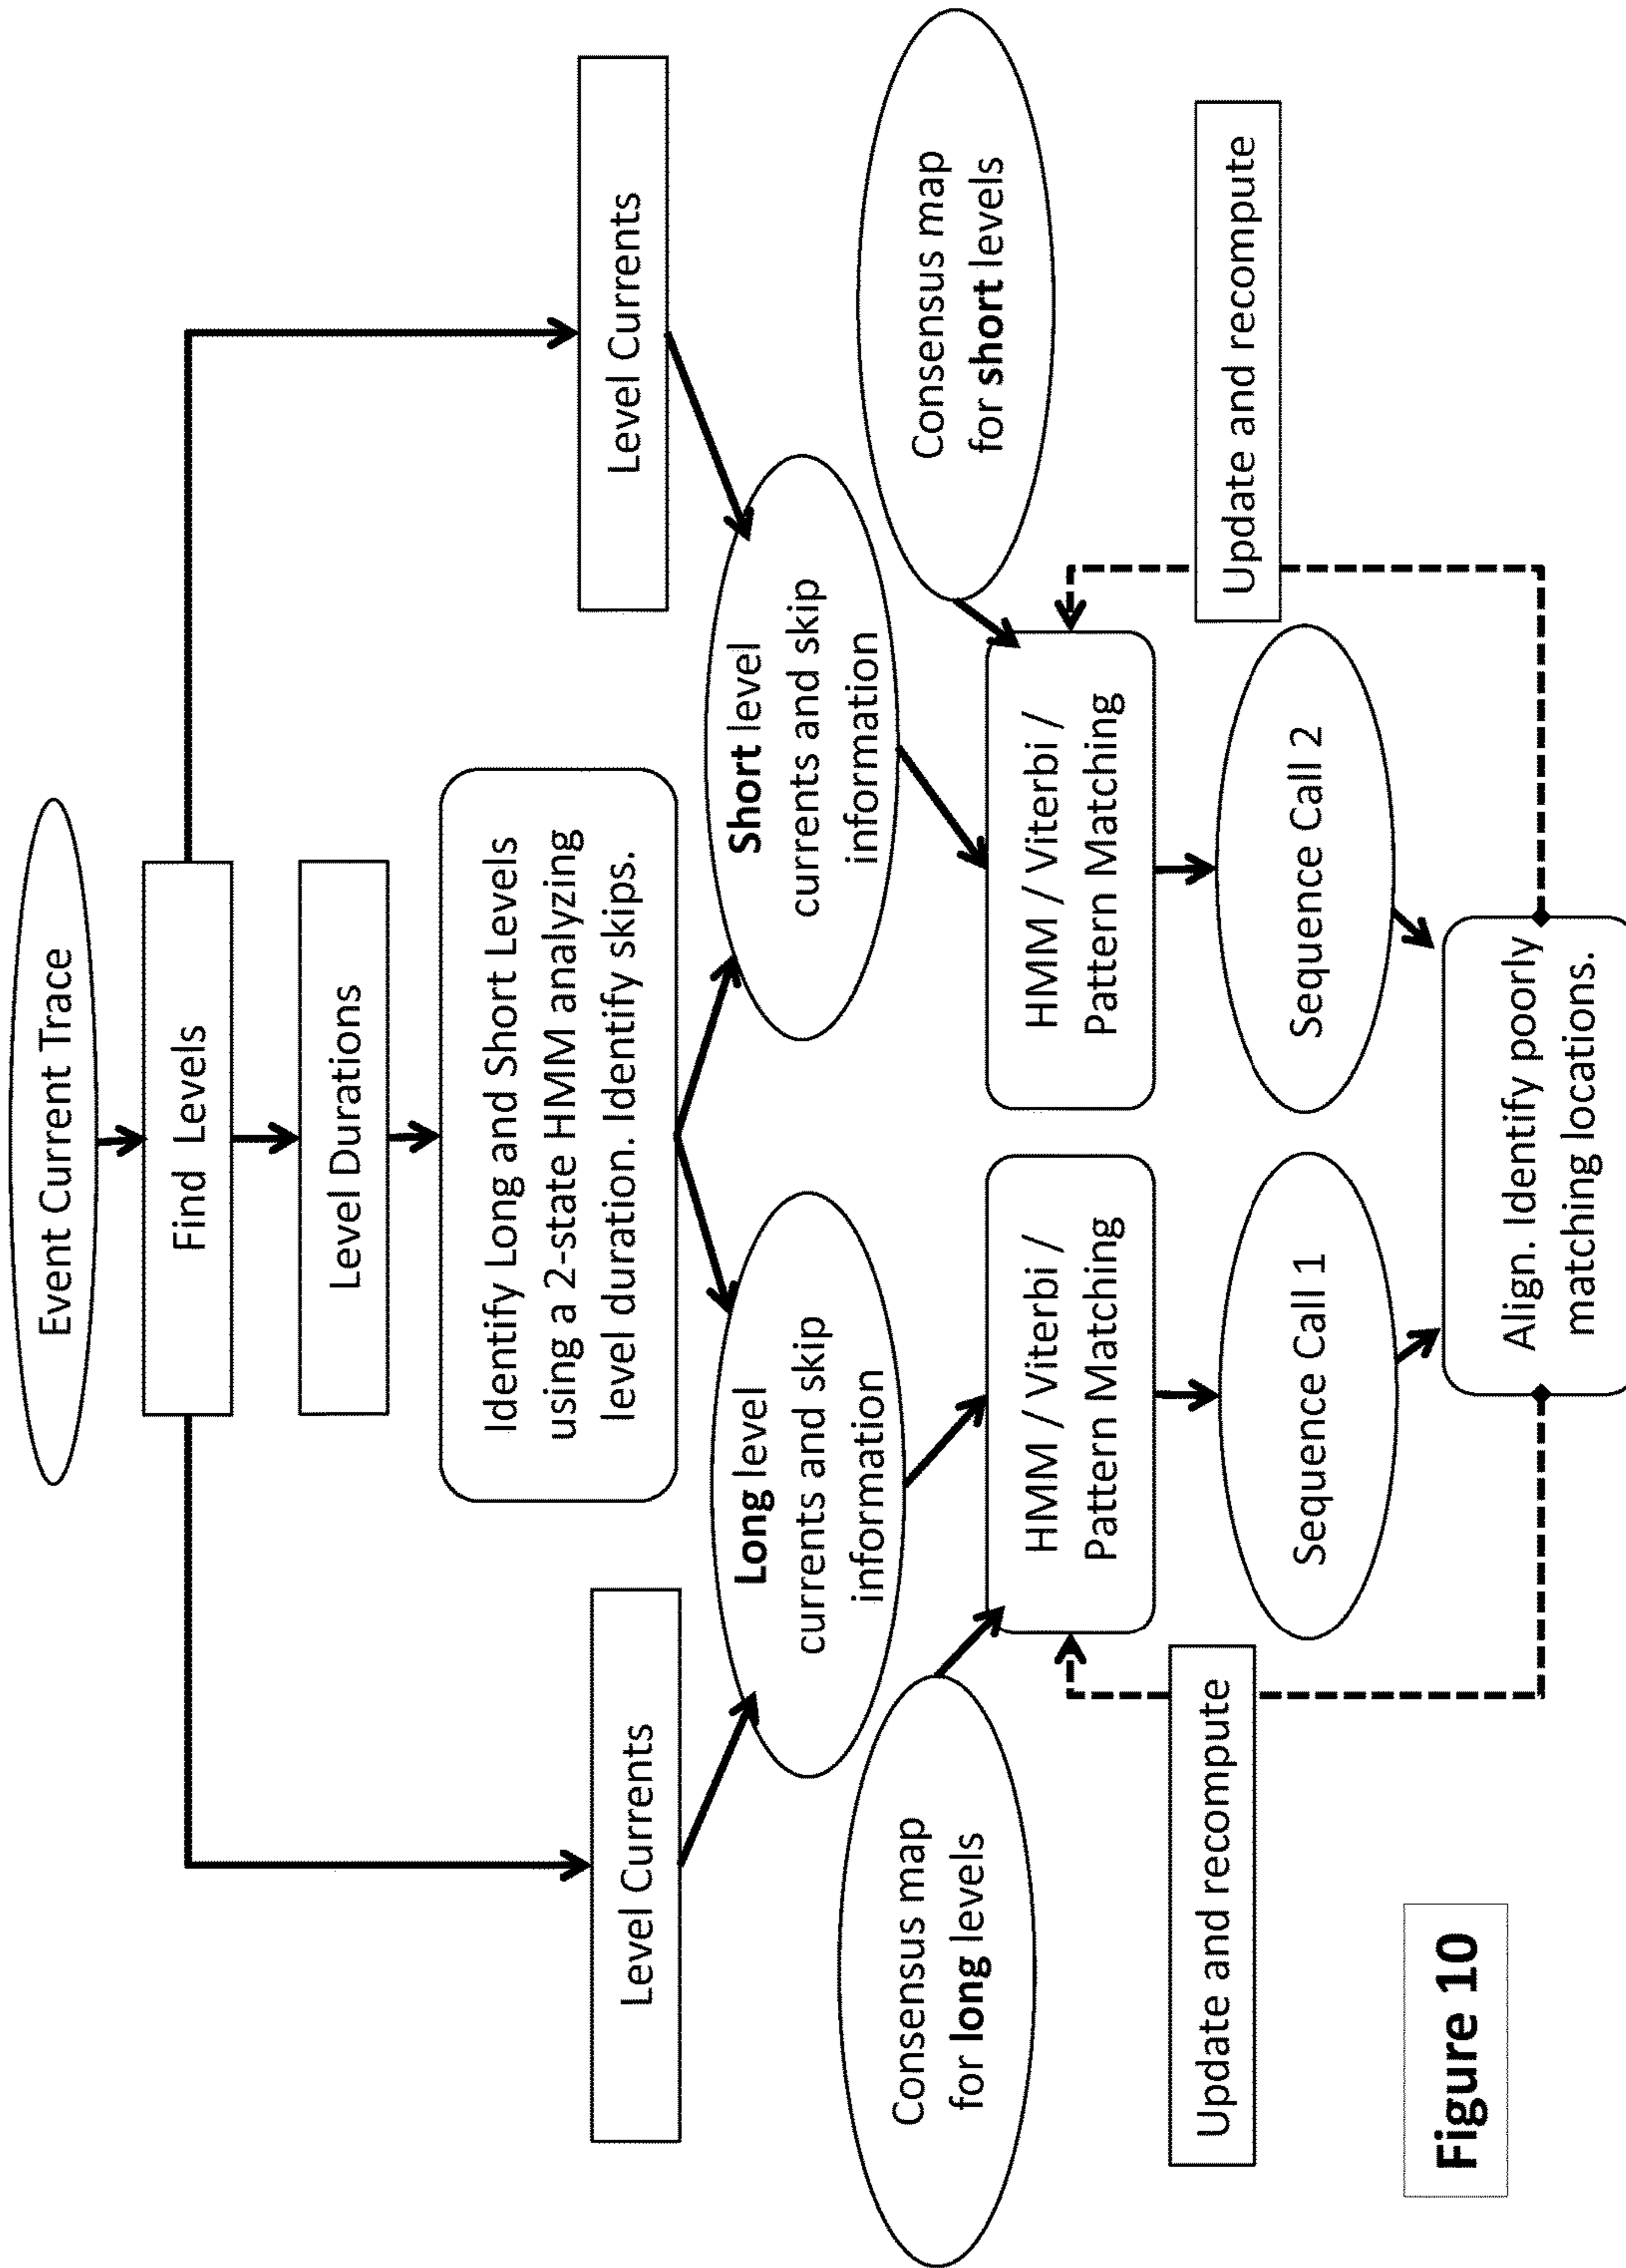 Event Current Trace
Find Levels
Level Durations
Identify Long and Short Levels
using a 2-state HMM analyzing
level duration. Identify skips.
Level Currents
Level Currents
Long level
currents and skip
information
Short level
currents and skip
information
Consensus map
for long levels
Consensus map
for short levels
HMM / Viterbi /
Pattern Matching
HMM / Viterbi /
Pattern Matching
Update and recompute
Update and recompute
Sequence Call 1
Sequence Call 2
Align. Identify poorly
matching locations.
Figure 10